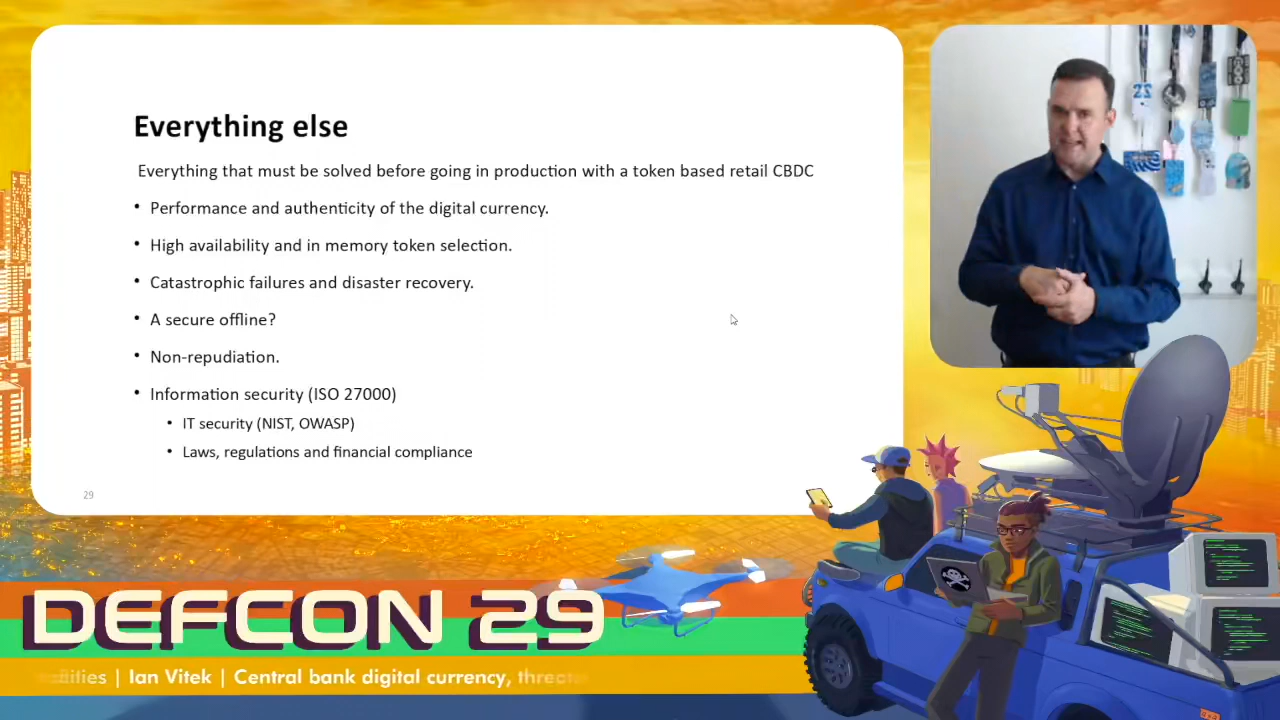 Everything else
Everything that must be solved before going in production with a token based retail CBDC
• Performance and authenticity of the digital currency.
• High availability and in memory token selection.
• Catastrophic failures and disaster recovery.
• A secure offline?
• Non-repudiation.
• Information security (ISO 27000)
• IT security (NIST, OWASP)
• Laws, regulations and financial compliance
29
DEFCON 29
| Ian Vitek | Central bank digital currency,